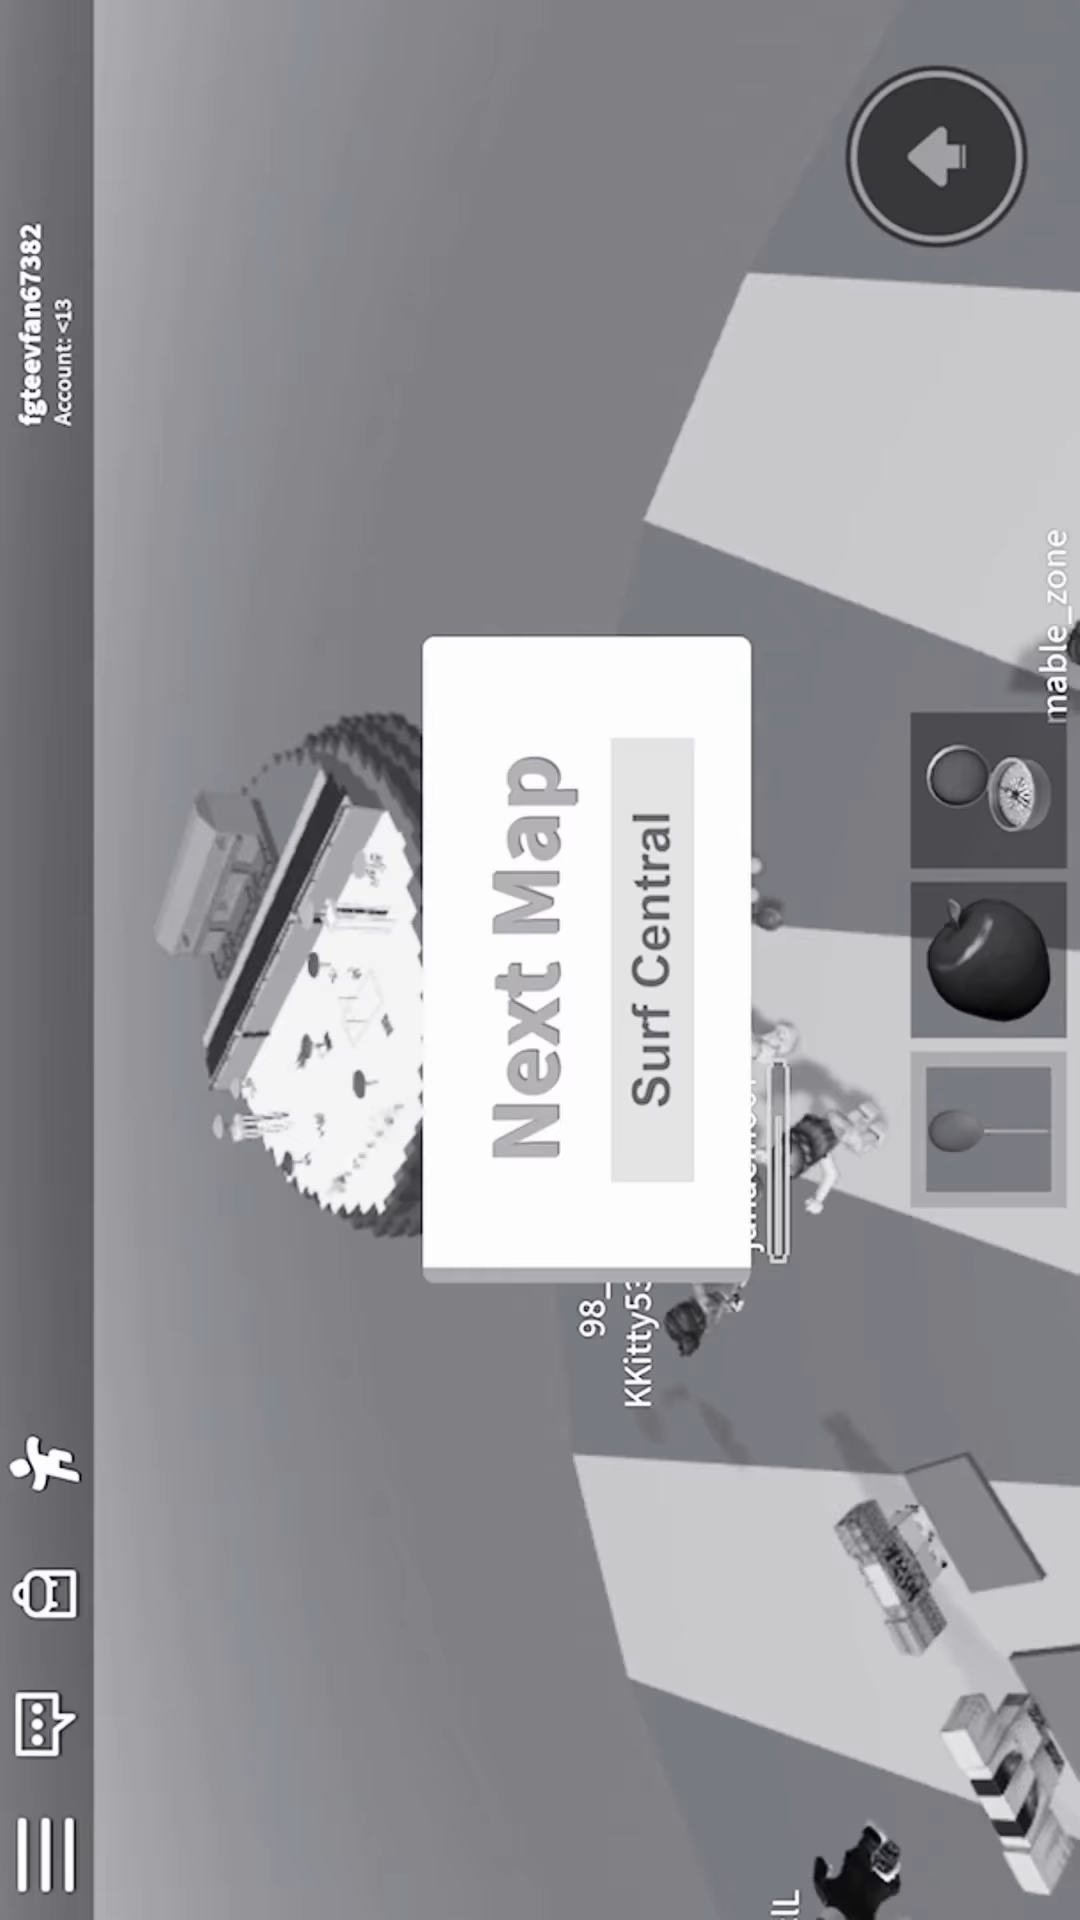 fgteevfan67382
Account: <13
Next Map
Surf Central
mable_zone
98_
KKitty53